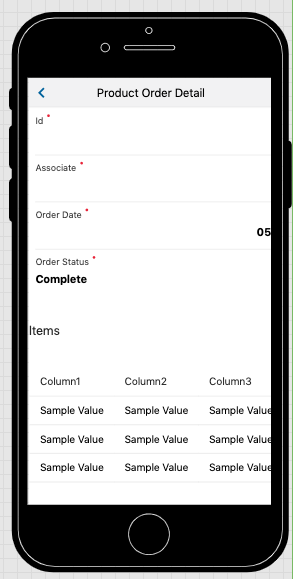 Product Order Detail
Id *
Associate *
Order Date *
05
Order Status *
Complete
Items
Column1 Column2 Column3
Sample Value Sample Value Sample Value
Sample Value Sample Value Sample Value
Sample Value Sample Value Sample Value